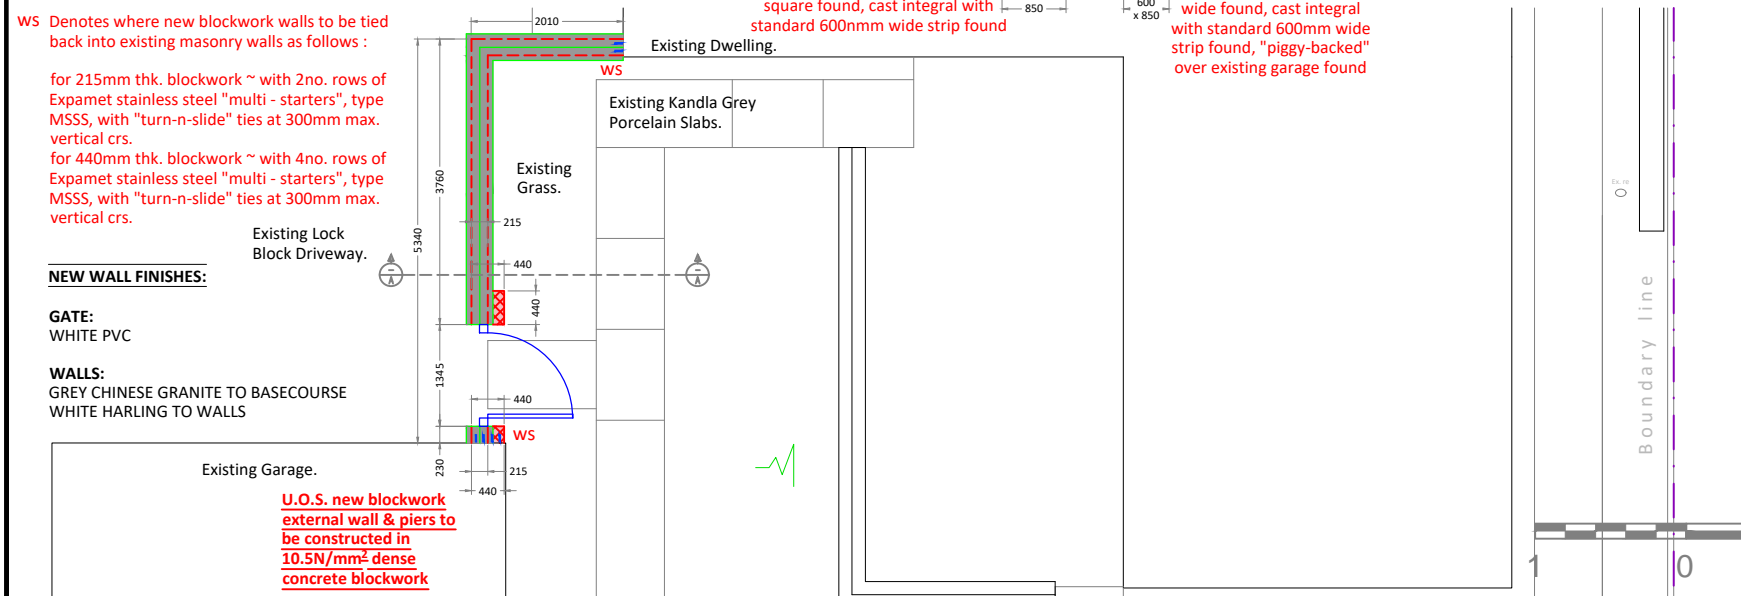 WS Denotes where new blockwork walls to be tied
back into existing masonry walls as follows :
for 215mm thk. blockwork ~ with 2no. rows of
Expamet stainless steel "multi - starters", type
MSSS, with "turn-n-slide" ties at 300mm max.
vertical crs.
for 440mm thk. blockwork ~ with 4no. rows of
Expamet stainless steel "multi - starters", type
MSSS, with "turn-n-slide" ties at 300mm max.
vertical crs.
NEW WALL FINISHES:
GATE:
WHITE PVC
WALLS:
GREY CHINESE GRANITE TO BASECOURSE
WHITE HARLING TO WALLS
Existing Lock
Block Driveway.
Existing Garage.
U.O.S. new blockwork
external wall & piers to
be constructed in
10.5N/mm² dense
concrete blockwork
2010
5340
3760
1345
230
215
440
440
440
215
440
WS
WS
A
A
Existing
Grass.
Existing Dwelling.
Existing Kandla Grey
Porcelain Slabs.
square found, cast integral with
standard 600nmm wide strip found
850
600
x 850
wide found, cast integral
with standard 600mm wide
strip found, "piggy-backed"
over existing garage found
Ex. re
Boundary line
1
0